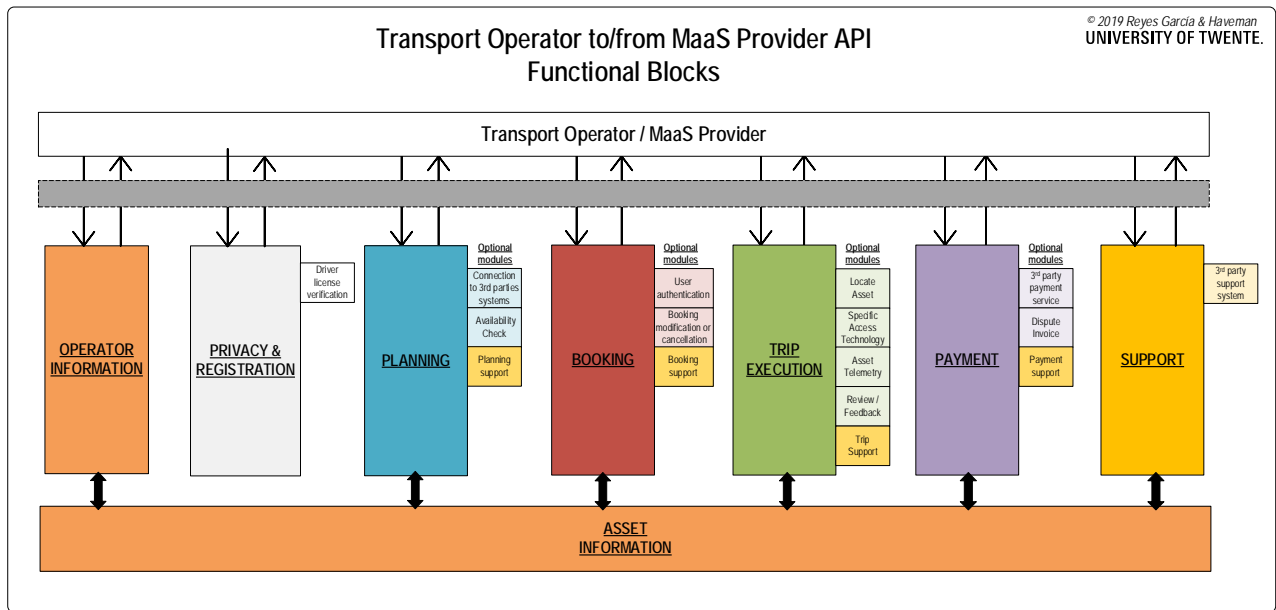 © 2019 Reyes García & Haveman
UNIVERSITY OF TWENTE.
Transport Operator to/from MaaS Provider API
Functional Blocks
Transport Operator / MaaS Provider
OPERATOR
INFORMATION
PRIVACY &
REGISTRATION
Driver
license
verification
PLANNING
Optional
modules
Connection
to 3rd parties
systems
Availability
Check
Planning
support
BOOKING
Optional
modules
User
authentication
Booking
modification or
cancellation
Booking
support
TRIP
EXECUTION
Optional
modules
Locate
Asset
Specific
Access
Technology
Asset
Telemetry
Review /
Feedback
Trip
Support
PAYMENT
Optional
modules
3rd party
payment
service
Dispute
Invoice
Payment
support
SUPPORT
3rd party
support
system
ASSET
INFORMATION